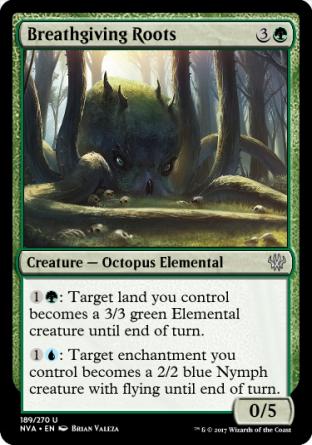 Breathgiving Roots 3
Creature — Octopus Elemental
1: Target land you control
becomes a 3/3 green Elemental
creature until end of turn.
1: Target enchantment you
control becomes a 2/2 blue Nymph
creature with flying until end of turn.
0/5
189/270 U
NVA • EN Brian Valeza
™ & © 2017 Wizards of the Coast